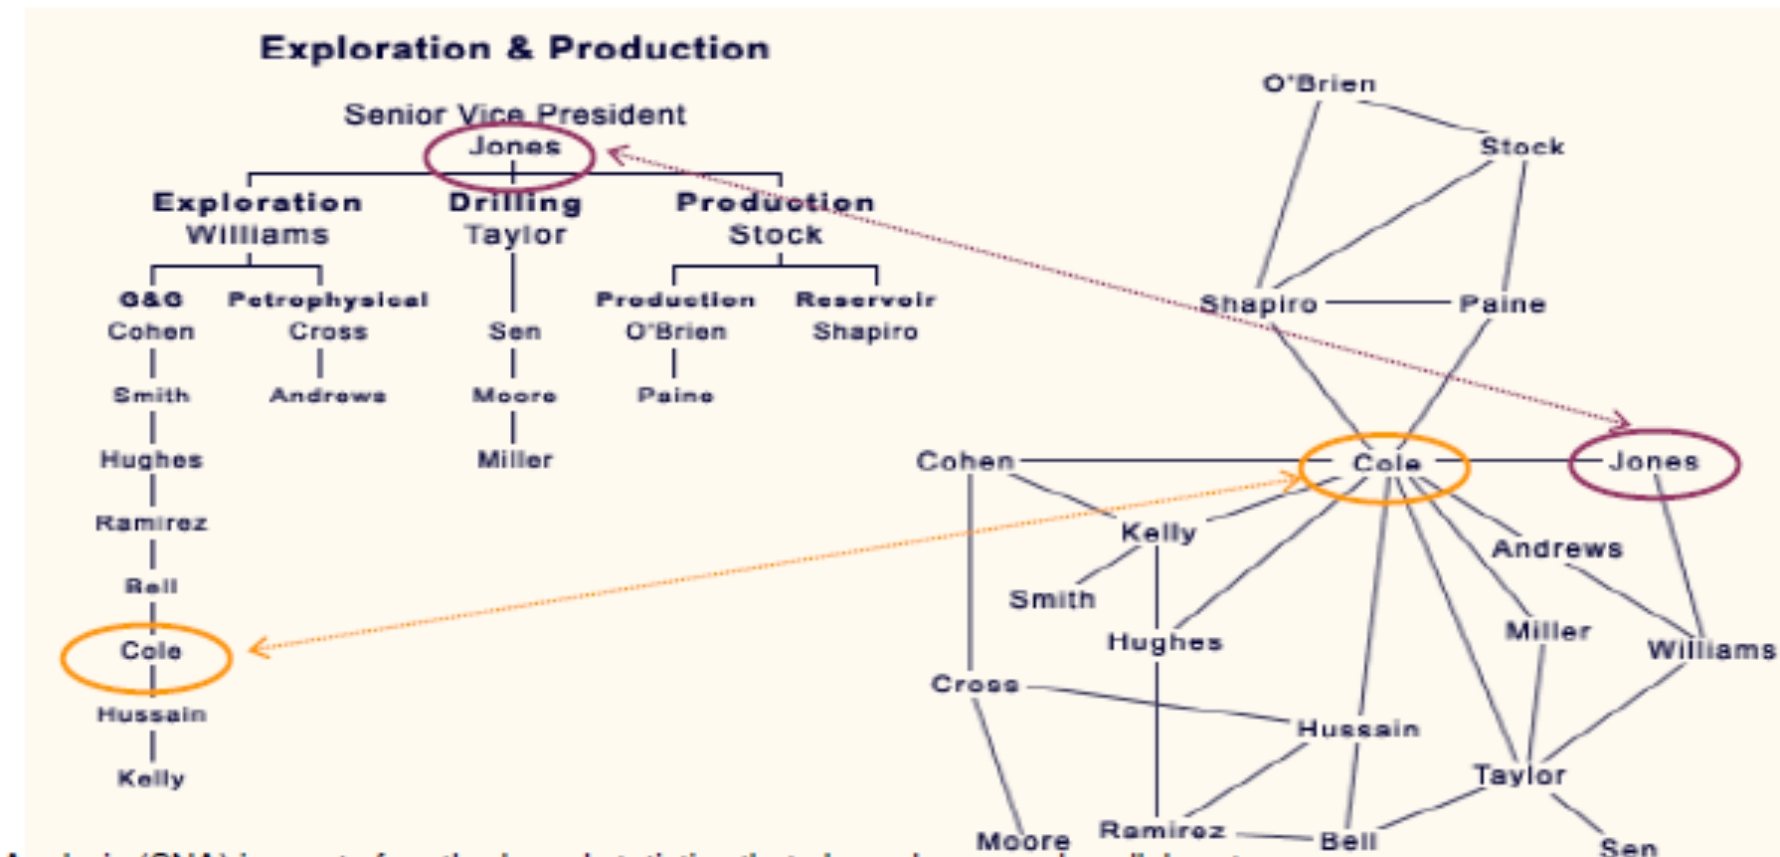 Exploration & Production
Senior Vice President
Jones
Exploration Drilling Production
Williams Taylor Stock
G&G Petrophysical Production Reservoir
Cohen Cross Sen O'Brien Shapiro
Smith Andrews Moore Paine
Hughes Miller
Ramirez
Bell
Cole
Hussain
Kelly
O'Brien
Stock
Shapiro Paine
Cohen Cole Jones
Kelly
Andrews
Smith
Miller
Hughes
Williams
Cross
Hussain
Taylor
Ramirez
Moore
Bell
Sen